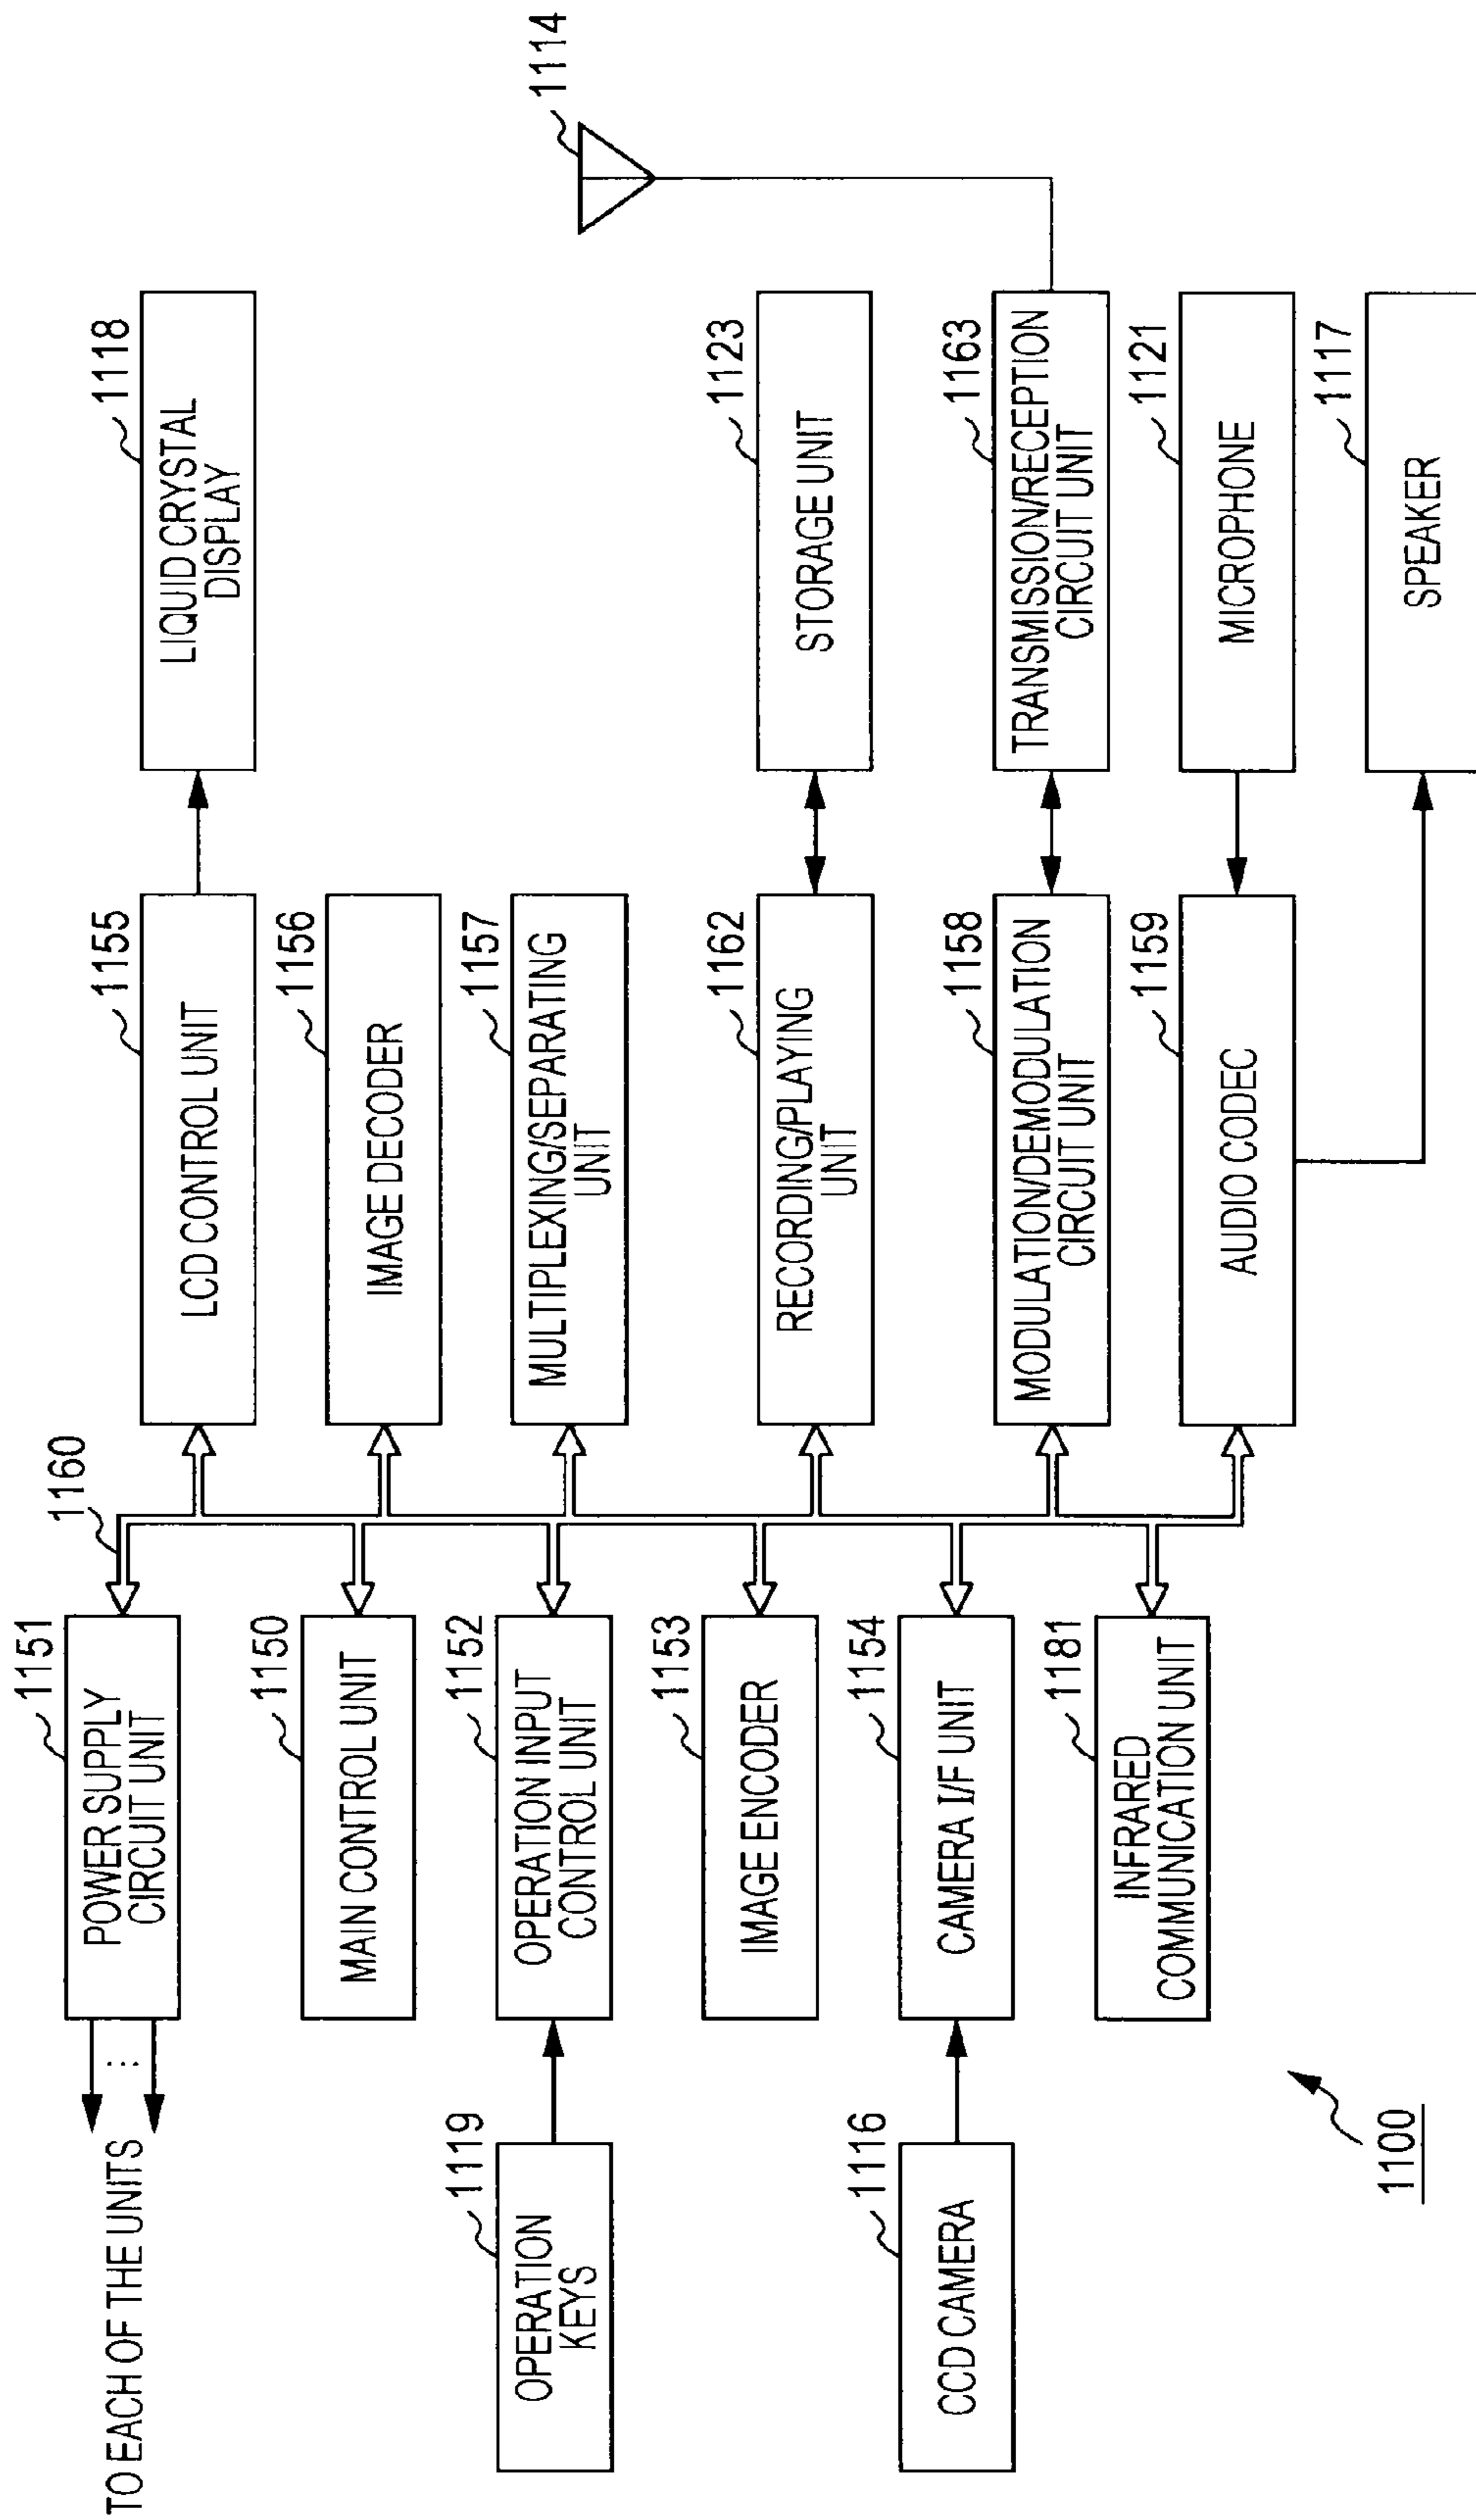 TO EACH OF THE UNITS
1151
POWER SUPPLY
CIRCUIT UNIT
1160
1155
LCD CONTROL UNIT
1118
LIQUID CRYSTAL
DISPLAY
1150
MAIN CONTROL UNIT
1156
IMAGE DECODER
1119
OPERATION
KEYS
1152
OPERATION INPUT
CONTROL UNIT
1157
MULTIPLEXING/SEPARATING
UNIT
1114
1153
IMAGE ENCODER
1162
RECORDING/PLAYING
UNIT
1123
STORAGE UNIT
1116
CCD CAMERA
1154
CAMERA I/F UNIT
1158
MODULATION/DEMODULATION
CIRCUIT UNIT
1163
TRANSMISSION/RECEPTION
CIRCUIT UNIT
1181
INFRARED
COMMUNICATION UNIT
1159
AUDIO CODEC
1121
MICROPHONE
1117
SPEAKER
1100